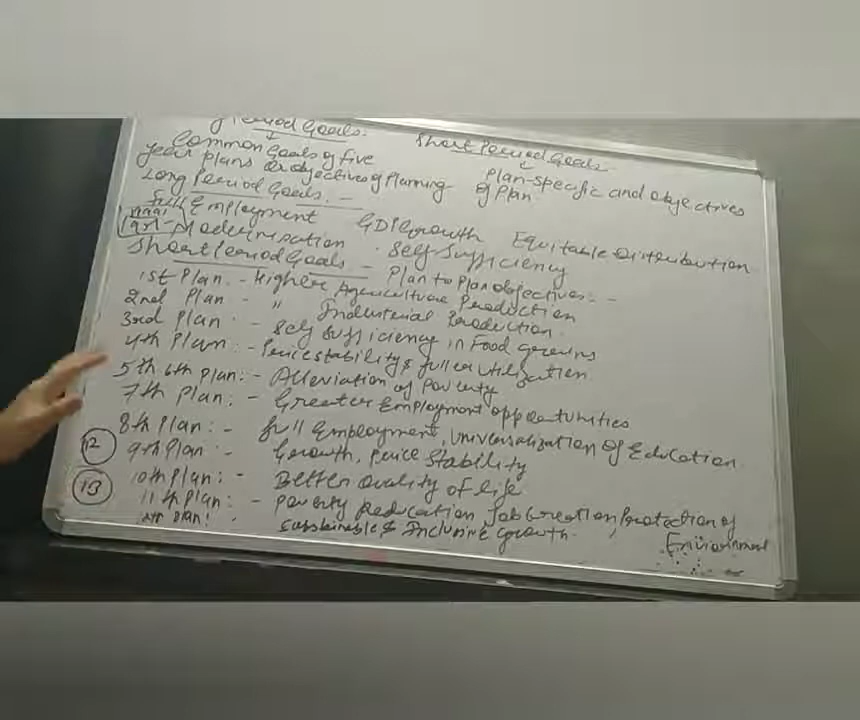 Period Goals.
Short Period Goals
Common Goals of five
year plans or objectives of Planning
Plan-specific and objectives
of Plan
Long Period Goals. -
full Employment
GDP Growth
Equitable Distribution
Modernisation
Self Sufficiency
Short Period Goals - Plan to Plan objectives: -
1st Plan. - Higher Agriculture Production
2nd Plan - " Industrial Production.
3rd Plan - Self Sufficiency in Food grains
4th Plan :- Price stability & full utilization
5th 6th Plan :- Alleviation of Poverty
7th Plan :- Greater Employment opportunities
8th Plan :- full Employment, Universalization of Education
12 9th Plan :- Growth, Price Stability
10th Plan :- Better Quality of life
13 11th Plan :- Poverty Reducation Job Creation Protection of Environment
Sustainable & Inclusive Growth.